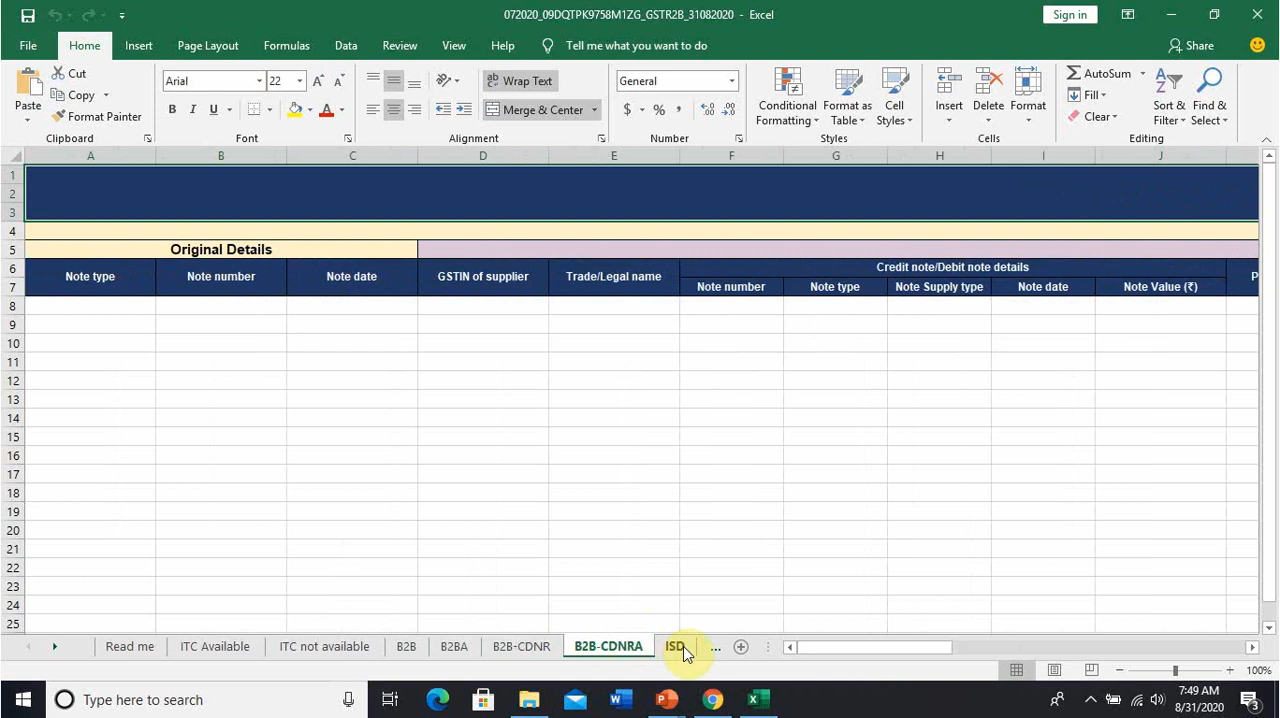 072020_09DQTPK9758M1ZG_GSTR2B_31082020 - Excel
Sign in
File Home Insert Page Layout Formulas Data Review View Help Tell me what you want to do Share
Cut
Copy
Format Painter
Paste
Arial 22
B I U
Wrap Text
Merge & Center
General
$ % ,
Conditional Formatting
Format as Table
Cell Styles
Insert Delete Format
AutoSum
Fill
Clear
Sort & Filter
Find & Select
Clipboard Font Alignment Number Styles Cells Editing
A B C D E F G H I J
1
2
3
4
5 Original Details
6 Note type Note number Note date GSTIN of supplier Trade/Legal name Credit note/Debit note details P
7 Note number Note type Note Supply type Note date Note Value (₹)
8
9
10
11
12
13
14
15
16
17
18
19
20
21
22
23
24
25
Read me ITC Available ITC not available B2B B2BA B2B-CDNR B2B-CDNRA ISD ...
100%
Type here to search
7:49 AM
8/31/2020
3